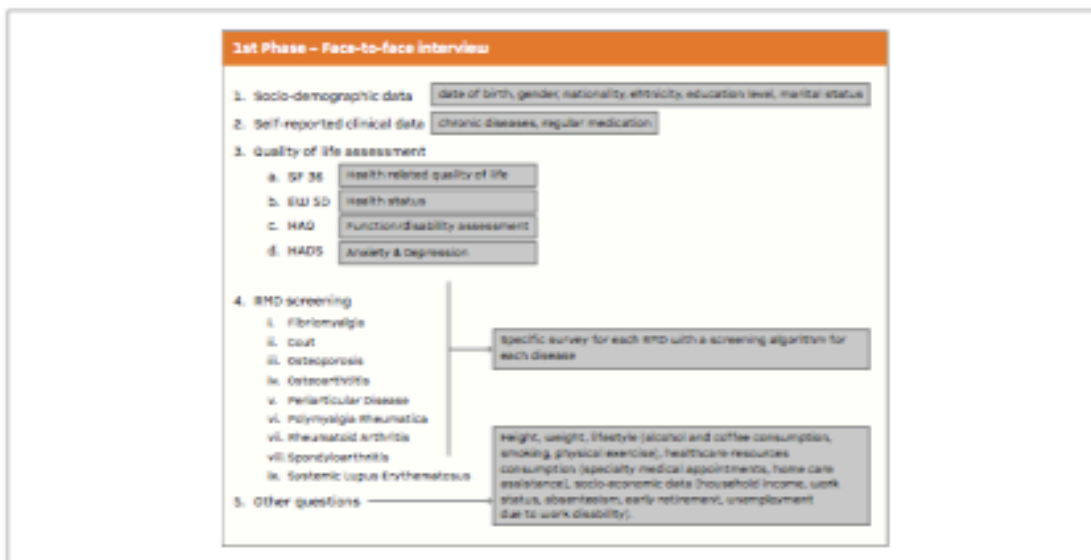 1st Phase – Face-to-face interview
1. Socio-demographic data date of birth, gender, nationality, ehtnicity, education level, marital status
2. Self-reported clinical data chronic diseases, regular medication
3. Quality of life assessment
a. SF 36 Health related quality of life
b. 5D Health status
c. HAQ Function/disability assessment
d. HADS Anxiety & Depression
4. RMD screening
i. Fibriomyalgia
ii. Gout
iii. Osteoporosis
iv. Osteoarthritis
v. Periarticular Disease
vi. Polymyalgia Rheumatica
vii. Rheumatoid Arthritis
viii. Spondyloarthritis
ix. Systemic Lupus Erythematosus
Specific survey for each RMD with a screening algorithm for
each disease
5. Other questions
Height, weight, lifestyle (alcohol and coffee consumption,
smoking, physical exercise), healthcare resources
consumption (specialty medical appointments, home care
assistance), socio-economic data (household income, work
status, absenteeism, early retirement, unemployment
due to work disability).